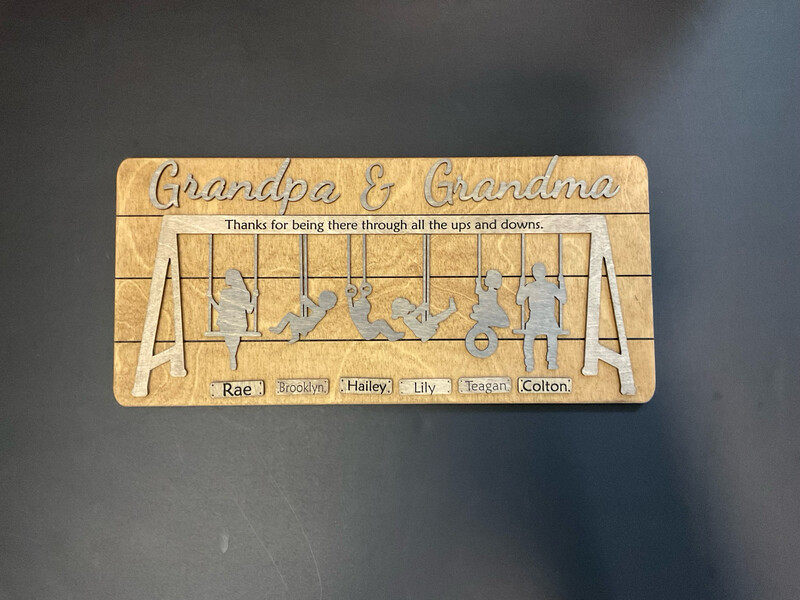 Grandpa & Grandma
Thanks for being there through all the ups and downs.
Rae Brooklyn Hailey Lily Teagan Colton